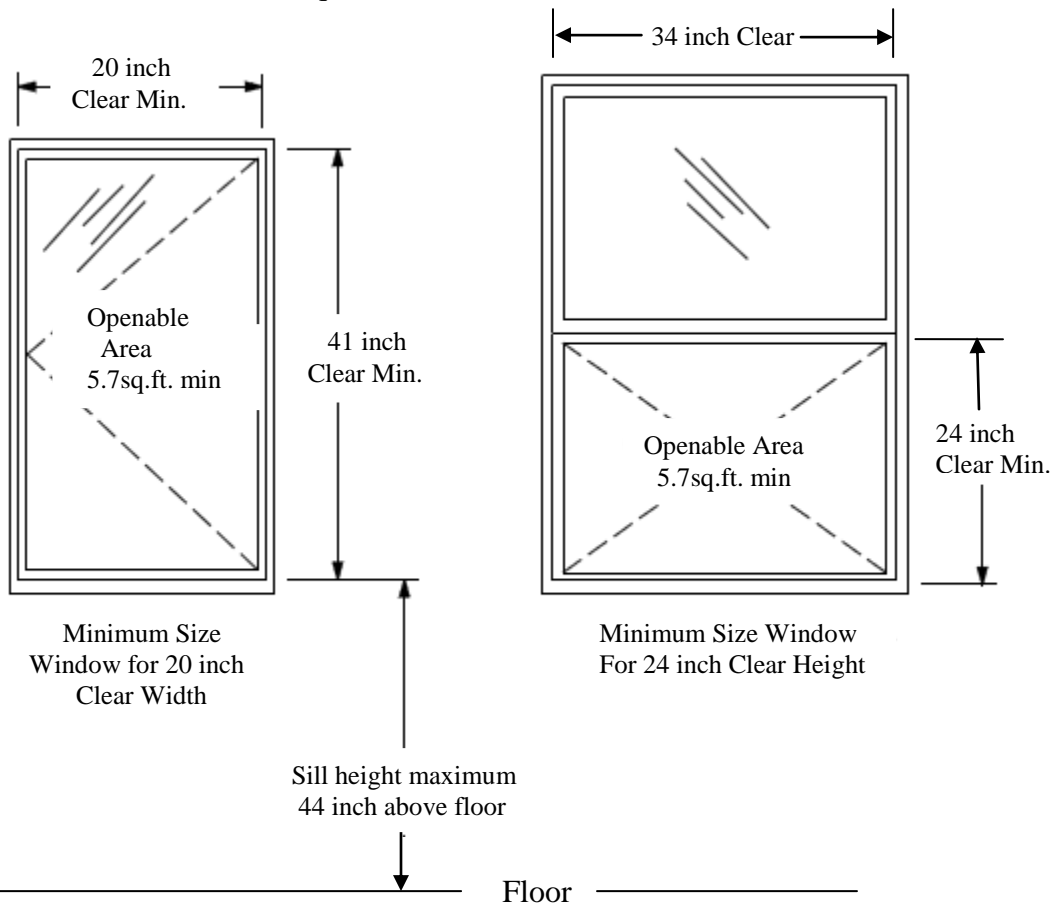 20 inch
Clear Min.
34 inch Clear
Openable
Area
5.7sq.ft. min
41 inch
Clear Min.
Openable Area
5.7sq.ft. min
24 inch
Clear Min.
Minimum Size
Window for 20 inch
Clear Width
Minimum Size Window
For 24 inch Clear Height
Sill height maximum
44 inch above floor
Floor